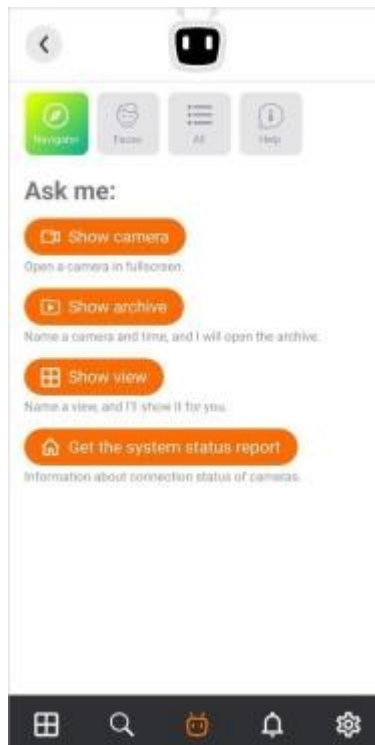 Navigator
Faces
All
Help
Ask me:
Show camera
Open a camera in fullscreen.
Show archive
Name a camera and time, and I will open the archive.
Show view
Name a view, and I'll show it for you.
Get the system status report
Information about connection status of cameras.